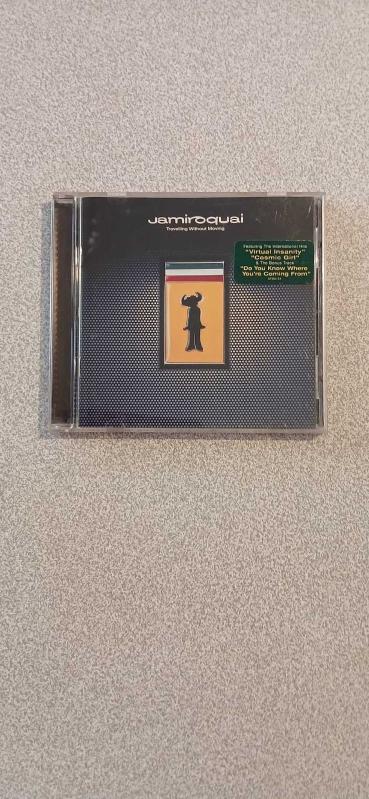 Jamiroquai
Travelling Without Moving
Featuring The International Hits
"Virtual Insanity"
"Cosmic Girl"
& The Bonus Track
"Do You Know Where
You're Coming From"